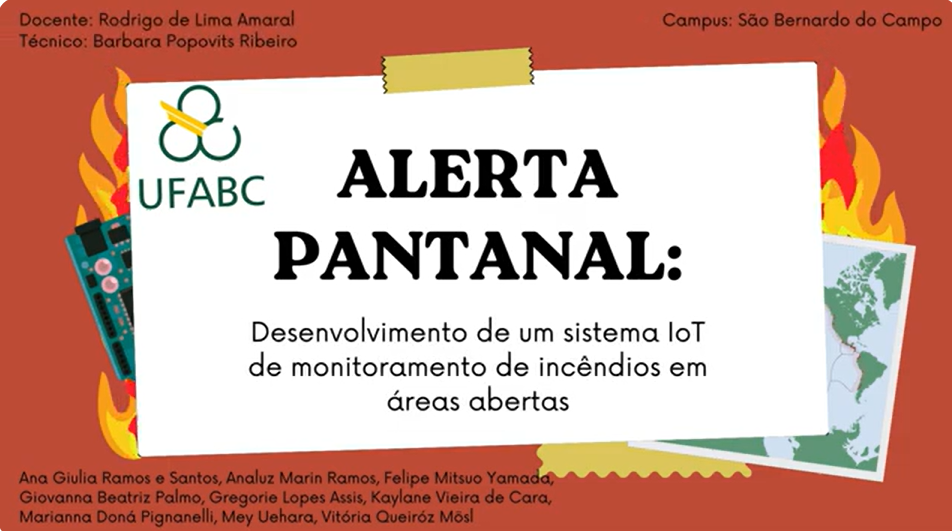 Docente: Rodrigo de Lima Amaral
Técnico: Barbara Popovits Ribeiro
Campus: São Bernardo do Campo
UFABC
ALERTA
PANTANAL:
Desenvolvimento de um sistema IoT
de monitoramento de incêndios em
áreas abertas
Ana Giulia Ramos e Santos, Analuz Marin Ramos, Felipe Mitsuo Yamada,
Giovanna Beatriz Palmo, Gregorie Lopes Assis, Kaylane Vieira de Cara,
Marianna Doná Pignanelli, Mey Uehara, Vitória Queiróz Mösl